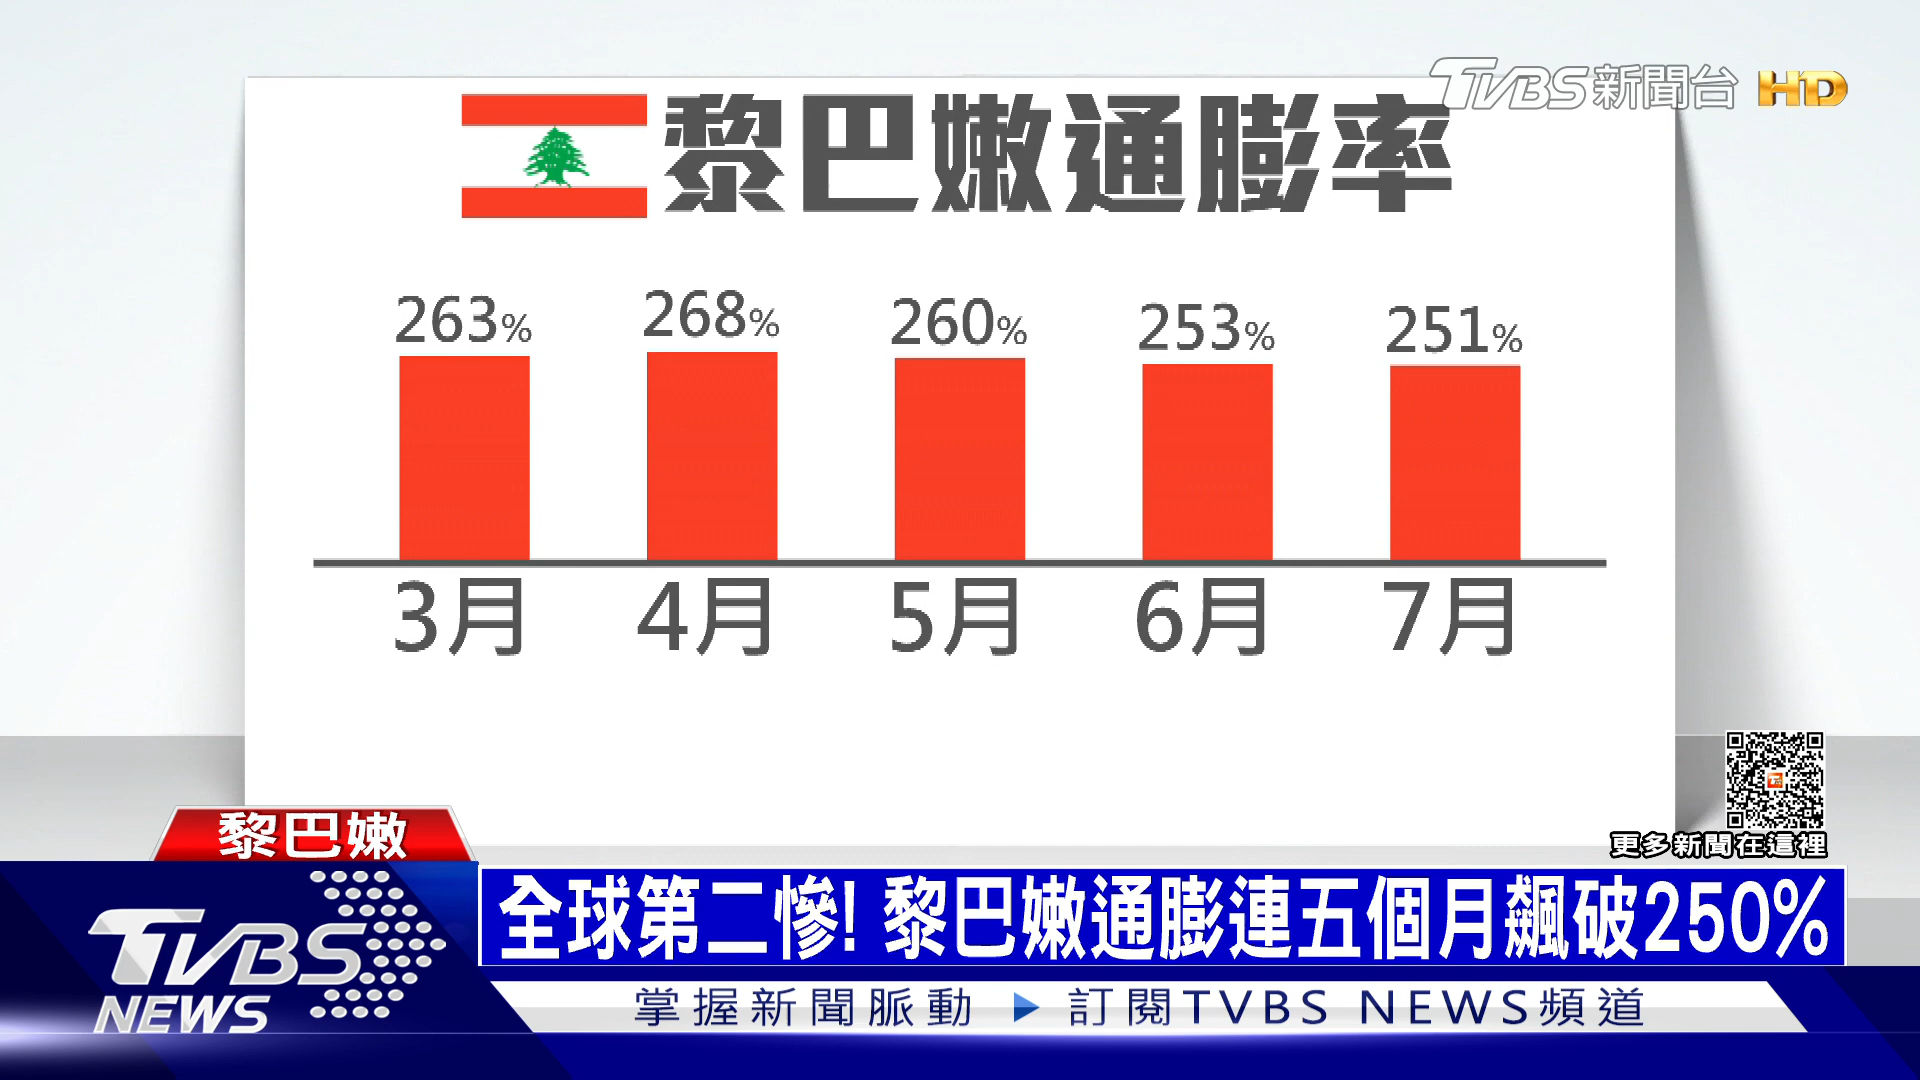 TVBS新聞台 HD
黎巴嫩通膨率
263% 268% 260% 253% 251%
3月 4月 5月 6月 7月
更多新聞在這裡
黎巴嫩
全球第二慘! 黎巴嫩通膨連五個月飆破250%
TVBS NEWS
掌握新聞脈動 ▶ 訂閱TVBS NEWS頻道